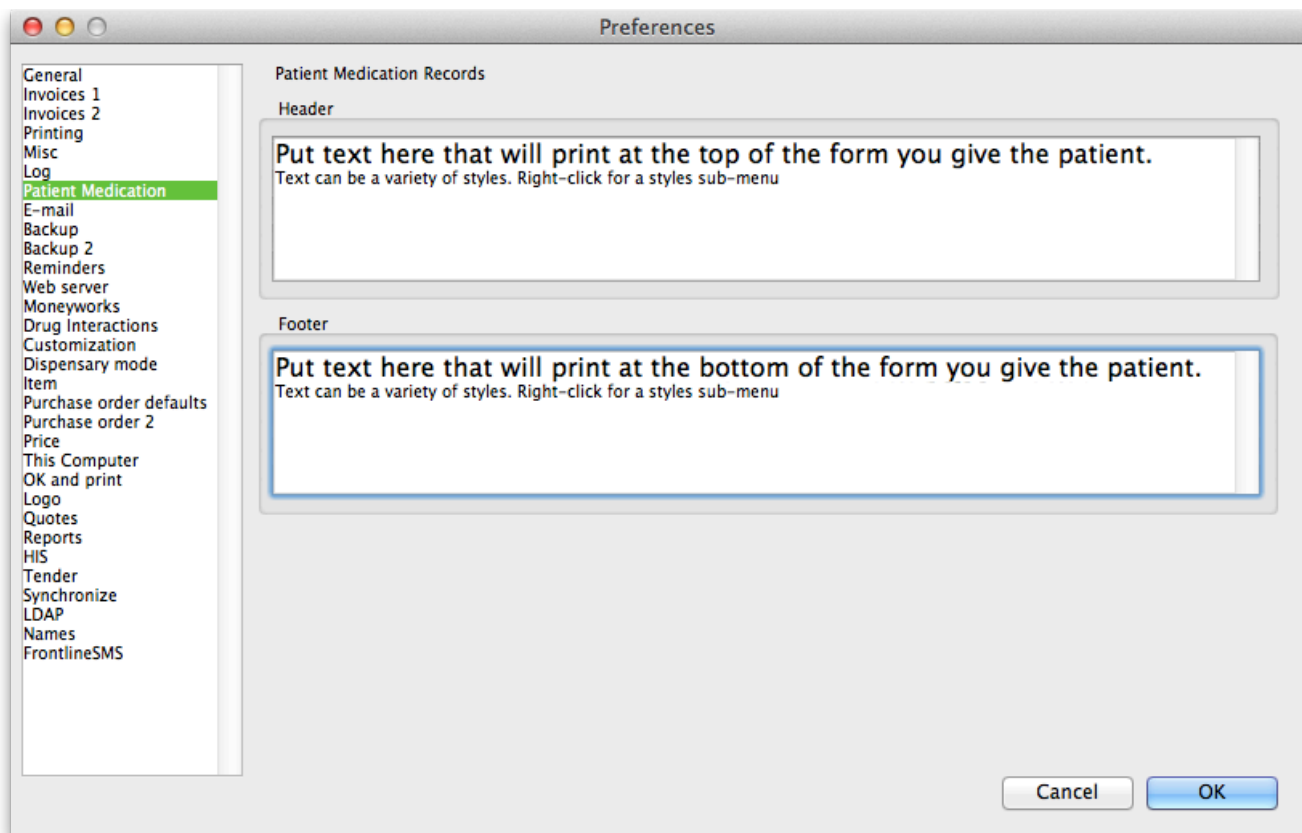 Preferences
General
Invoices 1
Invoices 2
Printing
Misc
Log
Patient Medication
E-mail
Backup
Backup 2
Reminders
Web server
Moneyworks
Drug Interactions
Customization
Dispensary mode
Item
Purchase order defaults
Purchase order 2
Price
This Computer
OK and print
Logo
Quotes
Reports
HIS
Tender
Synchronize
LDAP
Names
FrontlineSMS
Patient Medication Records
Header
Put text here that will print at the top of the form you give the patient.
Text can be a variety of styles. Right-click for a styles sub-menu
Footer
Put text here that will print at the bottom of the form you give the patient.
Text can be a variety of styles. Right-click for a styles sub-menu
Cancel
OK